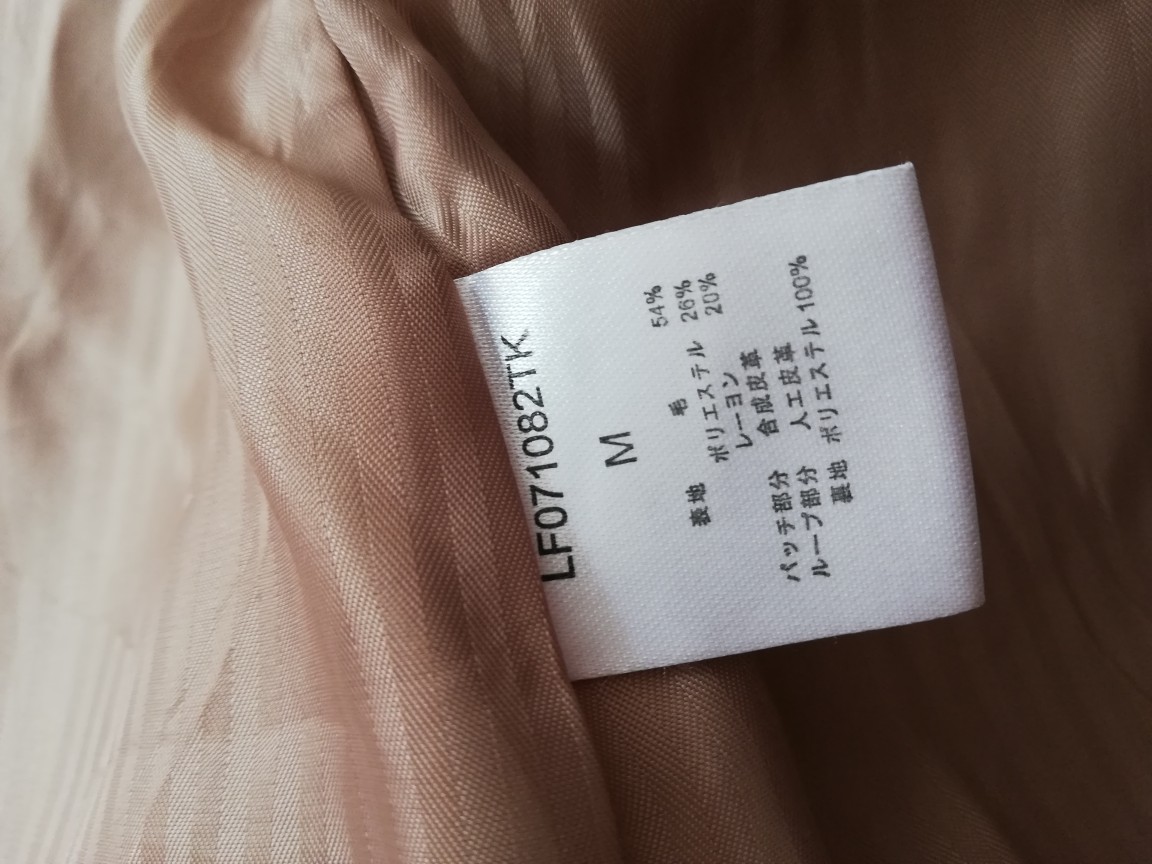 LF071082TK
M
表地 毛 54%
ポリエステル 26%
レーヨン 20%
パッチ部分 合成皮革
ループ部分 人工皮革
裏地 ポリエステル100%